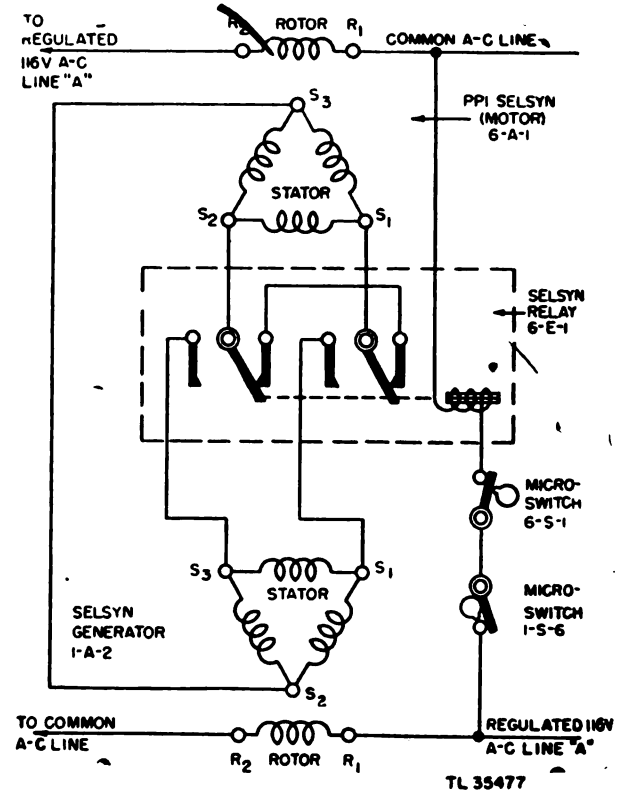 TO
REGULATED
116V A-C
LINE "A"
R2 ROTOR R1
COMMON A-C LINE
S3
PPI SELSYN
(MOTOR)
6-A-1
STATOR
S2 S1
SELSYN
RELAY
6-E-1
MICRO-
SWITCH
6-S-1
S3 S1
STATOR
MICRO-
SWITCH
1-S-6
SELSYN
GENERATOR
1-A-2
S2
TO COMMON
A-C LINE
R2 ROTOR R1
REGULATED 116V
A-C LINE "A"
TL 35477